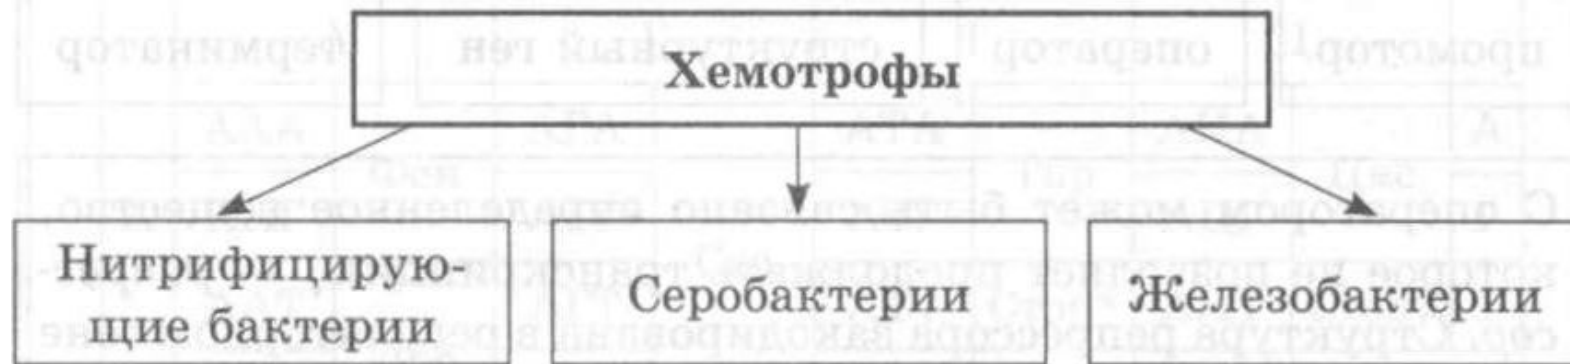 Хемотрофы
Нитрифицирую-
щие бактерии
Серобактерии
Железобактерии